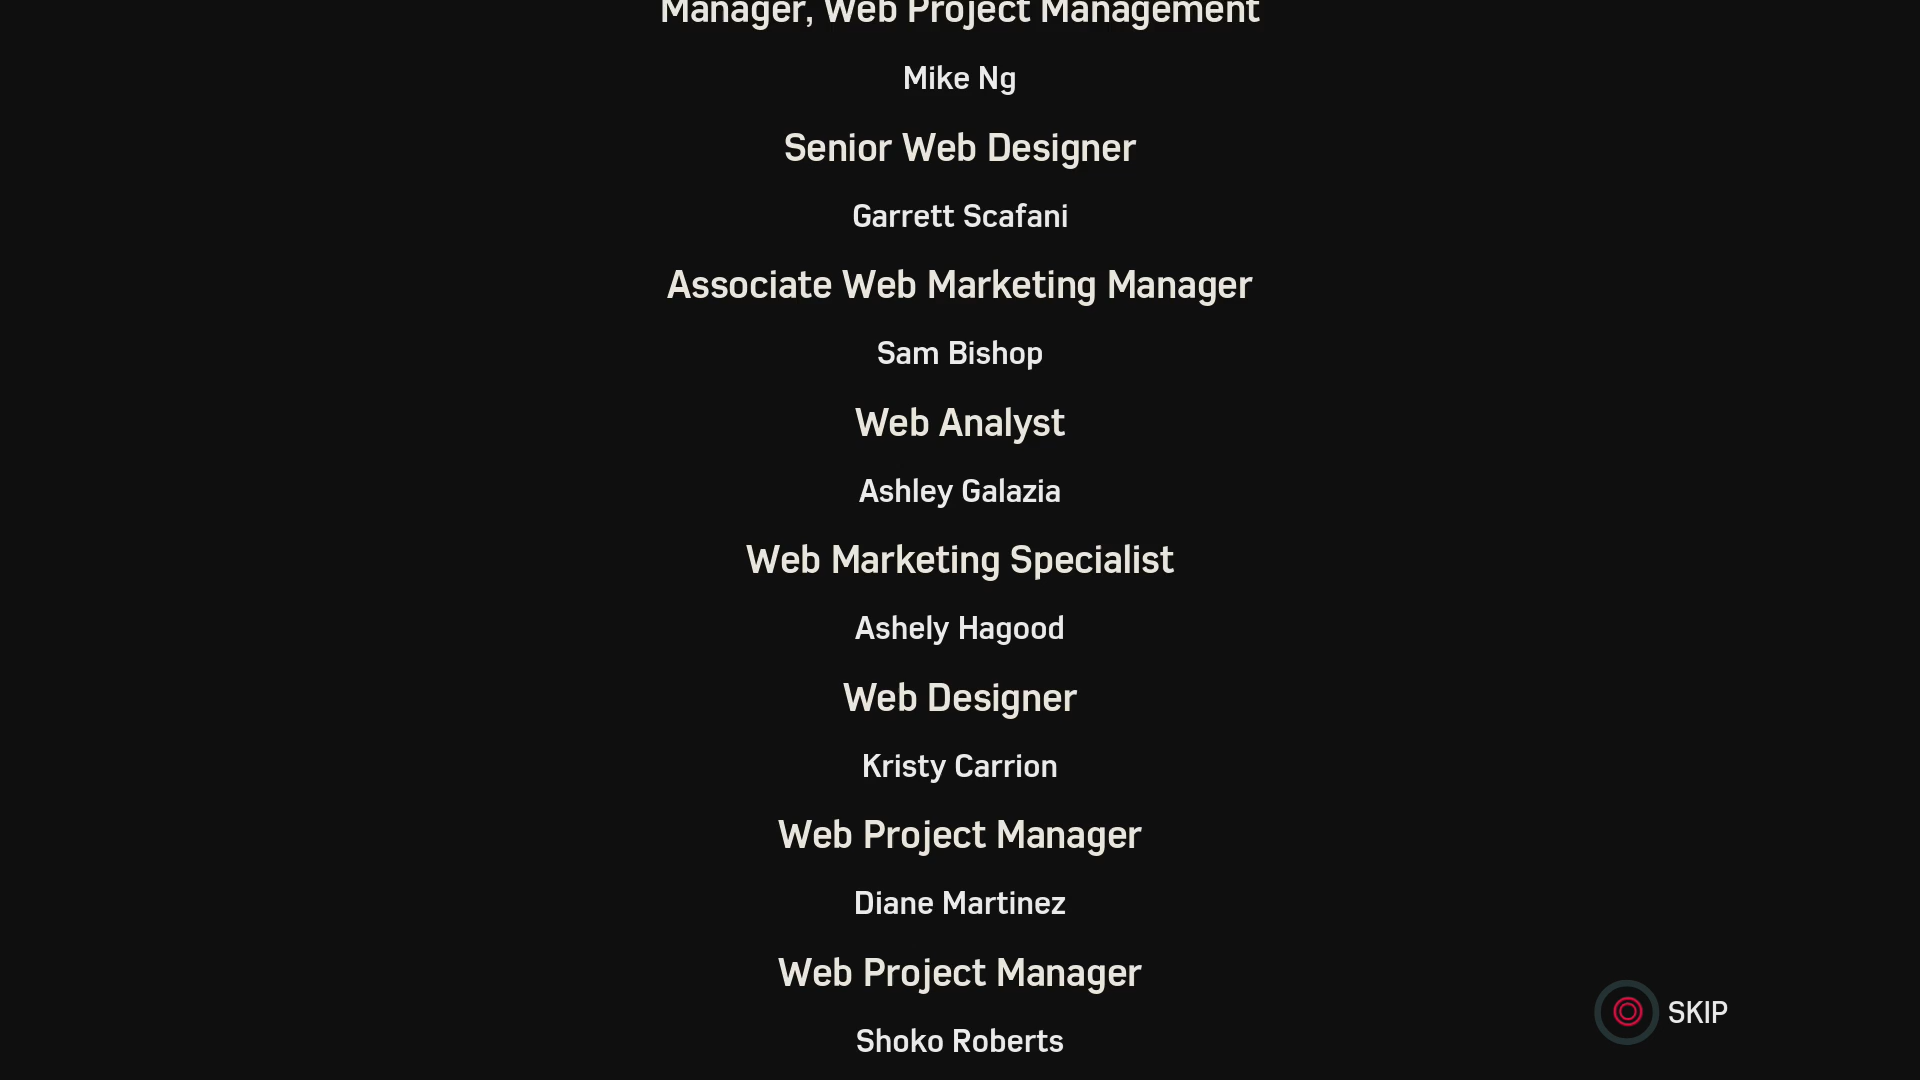 Manager, Web Project Management
Mike Ng
Senior Web Designer
Garrett Scafani
Associate Web Marketing Manager
Sam Bishop
Web Analyst
Ashley Galazia
Web Marketing Specialist
Ashely Hagood
Web Designer
Kristy Carrion
Web Project Manager
Diane Martinez
Web Project Manager
Shoko Roberts
SKIP